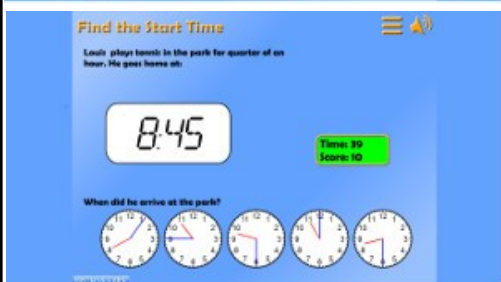 Find the Start Time
Louis plays tennis in the park for quarter of an
hour. He goes home at:
8:45
Time: 39
Score: 10
When did he arrive at the park?